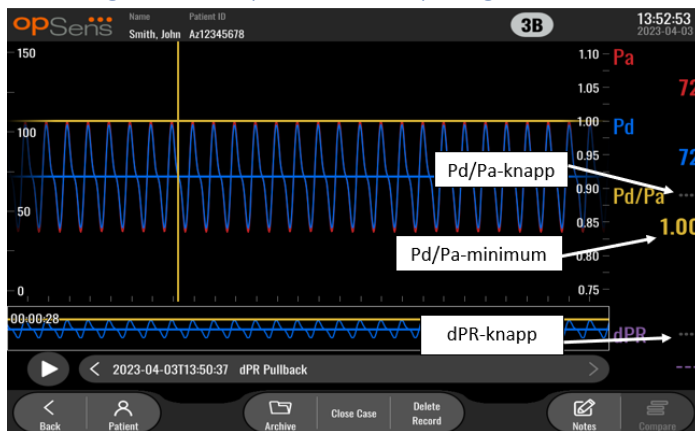 opSens
Name
Patient ID
Smith, John
Az12345678
3B
13:52:53
2023-04-03
150
100
50
0
1.10
1.05
1.00
0.95
0.90
0.85
0.80
0.75
Pa
72
Pd
72
Pd/Pa
---
1.00
dPR
---
---
Pd/Pa-knapp
Pd/Pa-minimum
dPR-knapp
00:00:28
2023-04-03T13:50:37 dPR Pullback
Back
Patient
Archive
Close Case
Delete
Record
Notes
Compare